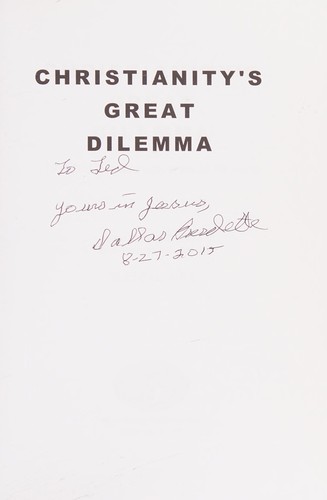 CHRISTIANITY'S
GREAT
DILEMMA
To Ted
Yours in Jesus,
Dallas Burdette
8-27-2015